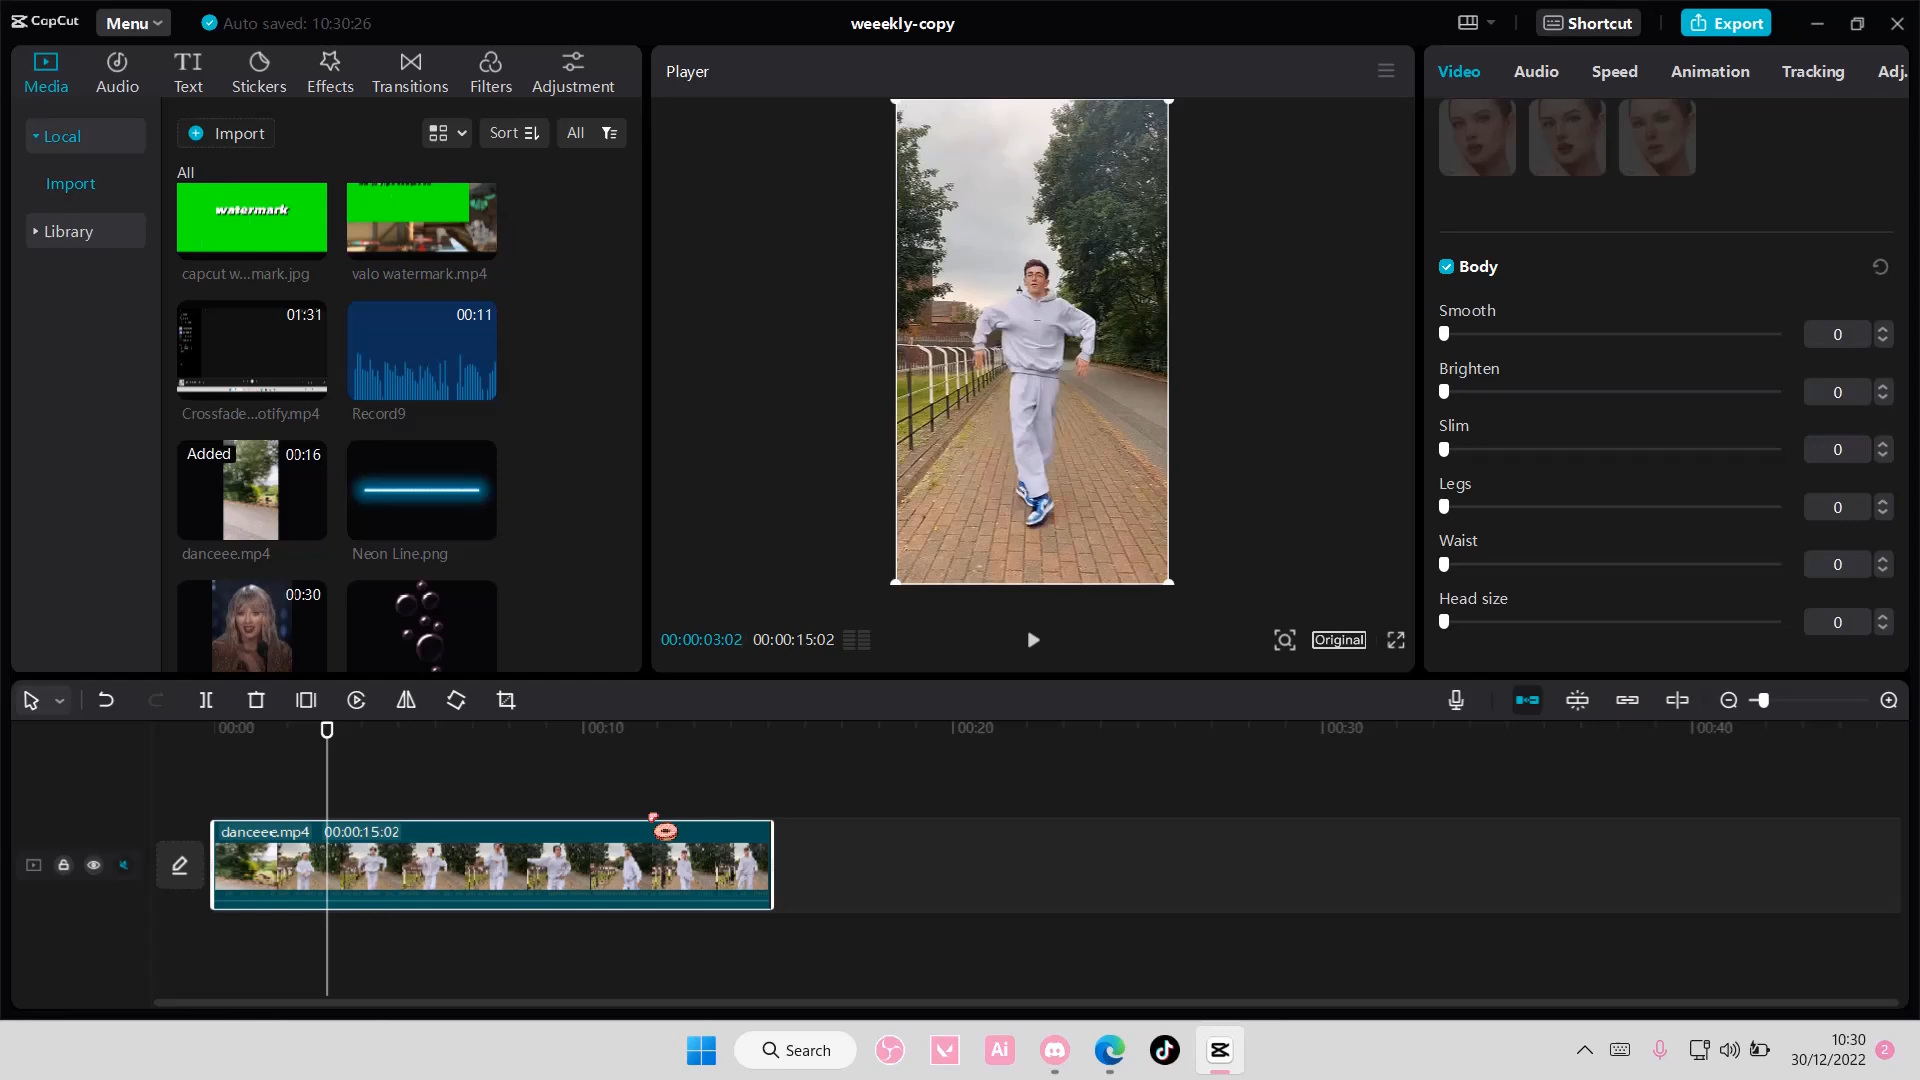 CapCut
Menu
Auto saved: 10:30:26
weeekly-copy
Shortcut
Export
Media
Audio
Text
Stickers
Effects
Transitions
Filters
Adjustment
Player
Video
Audio
Speed
Animation
Tracking
Adj.
Local
Import
Library
Import
Sort
All
All
watermark
capcut w...mark.jpg
valo watermark.mp4
01:31
Crossfade...otify.mp4
00:11
Record9
Added
00:16
danceee.mp4
Neon Line.png
00:30
00:00:03:02
00:00:15:02
Original
Body
Smooth
0
Brighten
0
Slim
0
Legs
0
Waist
0
Head size
0
00:00
00:10
00:20
00:30
00:40
danceee.mp4 00:00:15:02
Search
Ai
10:30
30/12/2022
2